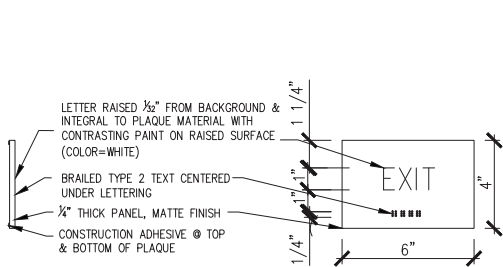 LETTER RAISED 1/32" FROM BACKGROUND &
INTEGRAL TO PLAQUE MATERIAL WITH
CONTRASTING PAINT ON RAISED SURFACE
(COLOR=WHITE)
BRAILED TYPE 2 TEXT CENTERED
UNDER LETTERING
1/4" THICK PANEL, MATTE FINISH
CONSTRUCTION ADHESIVE @ TOP
& BOTTOM OF PLAQUE
1 1/4"
1"
1"
1/4"
EXIT
4"
6"